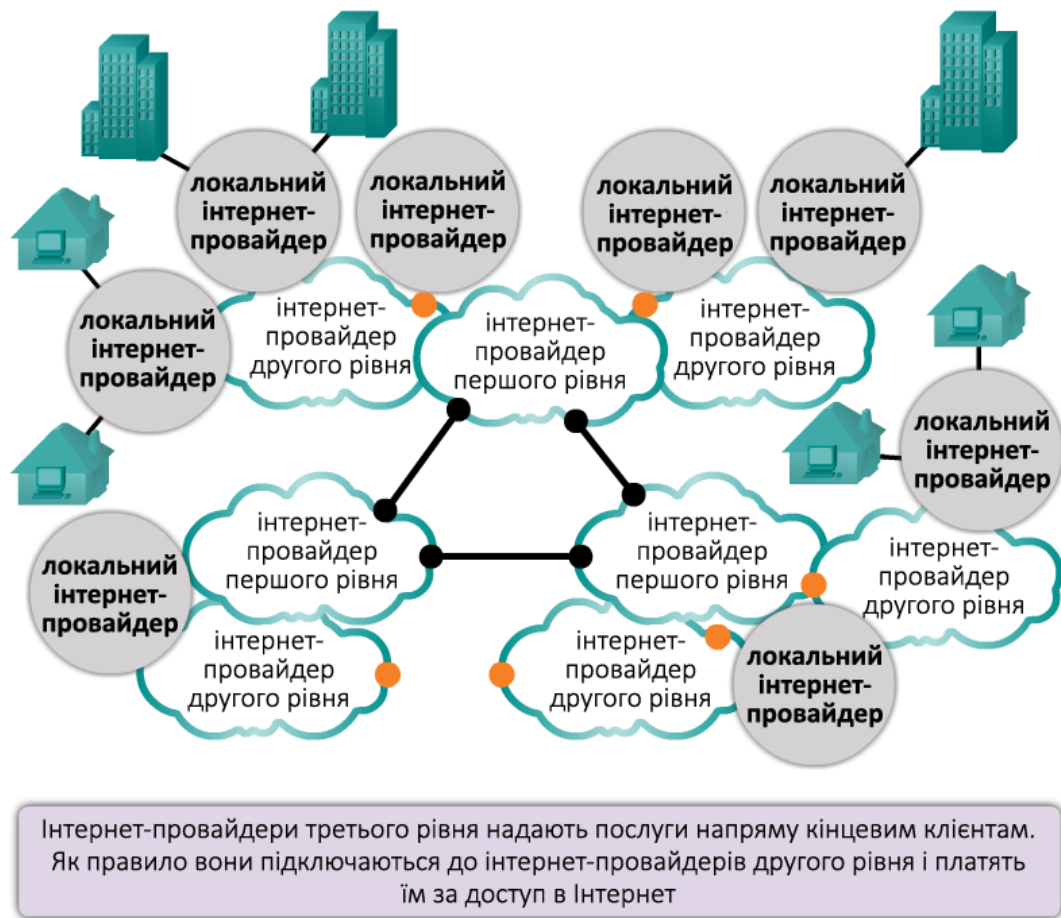 локальний
інтернет-
провайдер
локальний
інтернет-
провайдер
локальний
інтернет-
провайдер
локальний
інтернет-
провайдер
локальний
інтернет-
провайдер
інтернет-
провайдер
другого рівня
інтернет-
провайдер
першого рівня
інтернет-
провайдер
другого рівня
локальний
інтернет-
провайдер
локальний
інтернет-
провайдер
інтернет-
провайдер
першого рівня
інтернет-
провайдер
першого рівня
інтернет-
провайдер
другого рівня
інтернет-
провайдер
другого рівня
інтернет-
провайдер
другого рівня
локальний
інтернет-
провайдер
Інтернет-провайдери третього рівня надають послуги напряму кінцевим клієнтам.
Як правило вони підключаються до інтернет-провайдерів другого рівня і платять
їм за доступ в Інтернет